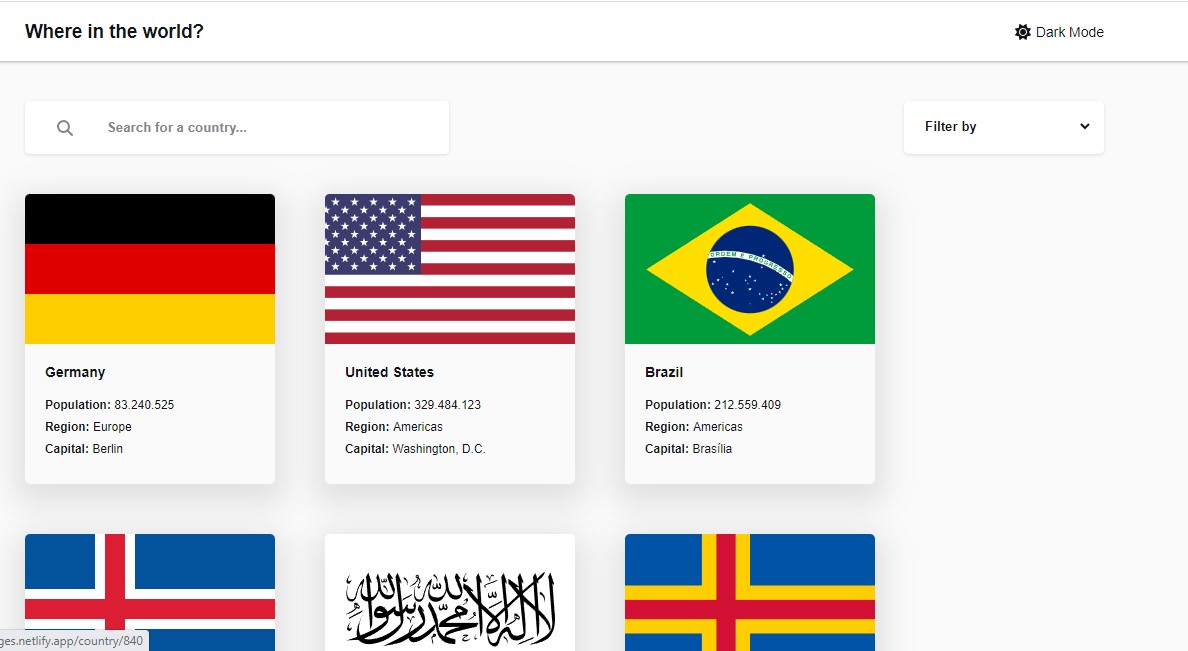 Where in the world?
Dark Mode
Search for a country...
Filter by
ORDEM E PROGRESSO
Germany
Population: 83.240.525
Region: Europe
Capital: Berlin
United States
Population: 329.484.123
Region: Americas
Capital: Washington, D.C.
Brazil
Population: 212.559.409
Region: Americas
Capital: Brasília
لا إله إلا الله محمد رسول الله
ges.netlify.app/country/840